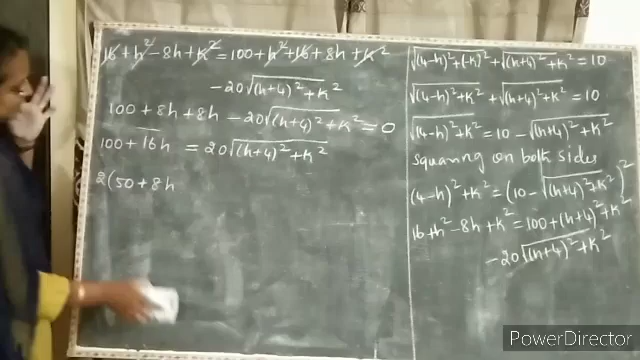 16 + h² - 8h + k² = 100 + h² + 16 + 8h + k²
- 20√(h+4)² + k²
100 + 8h + 8h - 20√(h+4)² + k² = 0
100 + 16h = 20√(h+4)² + k²
2(50 + 8h
√(4-h)² + (-k)² + √(h+4)² + k² = 10
√(4-h)² + k² + √(h+4)² + k² = 10
√(4-h)² + k² = 10 - √(h+4)² + k²
squaring on both sides
(4-h)² + k² = (10 - √(h+4)² + k²)²
16 + h² - 8h + k² = 100 + (h+4)² + k²
- 20√(h+4)² + k²
PowerDirector